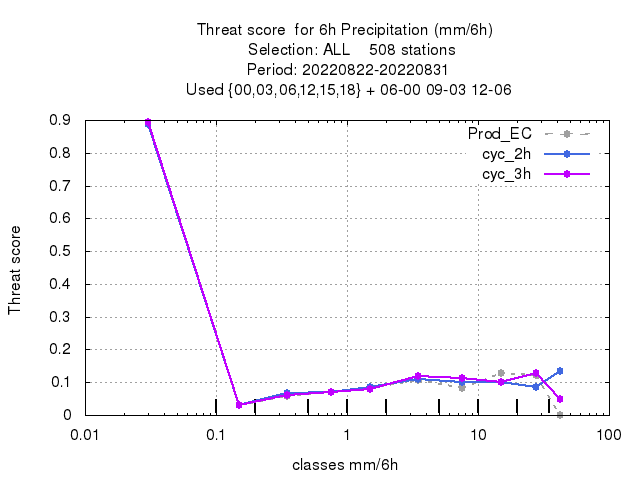 Threat score  for 6h Precipitation (mm/6h)
Selection: ALL    508 stations
Period: 20220822-20220831
Used {00,03,06,12,15,18} + 06-00 09-03 12-06
Prod_EC
cyc_2h
cyc_3h
Threat score
0.9
0.8
0.7
0.6
0.5
0.4
0.3
0.2
0.1
0
0.01
0.1
1
10
100
classes mm/6h